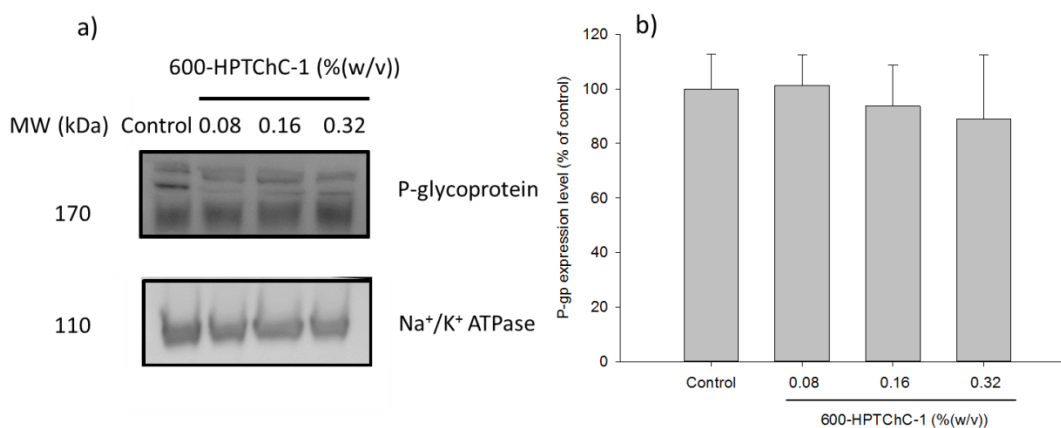 a)
600-HPTChC-1 (%(w/v))
MW (kDa) Control 0.08 0.16 0.32
170 P-glycoprotein
110 Na⁺/K⁺ ATPase
b)
P-gp expression level (% of control)
120
100
80
60
40
20
0
Control 0.08 0.16 0.32
600-HPTChC-1 (%(w/v))